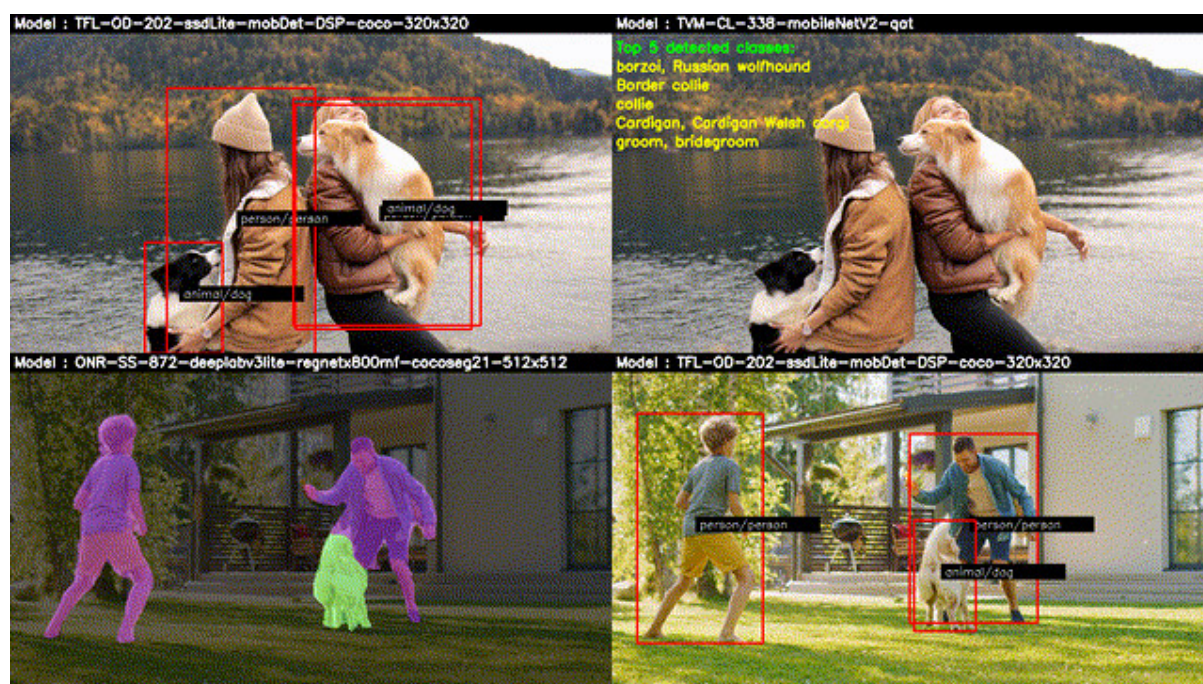 Model : TFL-OD-202-ssdLite-mobDet-DSP-coco-320x320
person/person
animal/dog
animal/dog
Model : TVM-CL-338-mobileNetV2-qat
Top 5 detected classes:
borzoi, Russian wolfhound
Border collie
collie
Cardigan, Cardigan Welsh corgi
groom, bridegroom
Model : ONR-SS-872-deeplabv3lite-regnetx800mf-cocoseg21-512x512
Model : TFL-OD-202-ssdLite-mobDet-DSP-coco-320x320
person/person
person/person
animal/dog